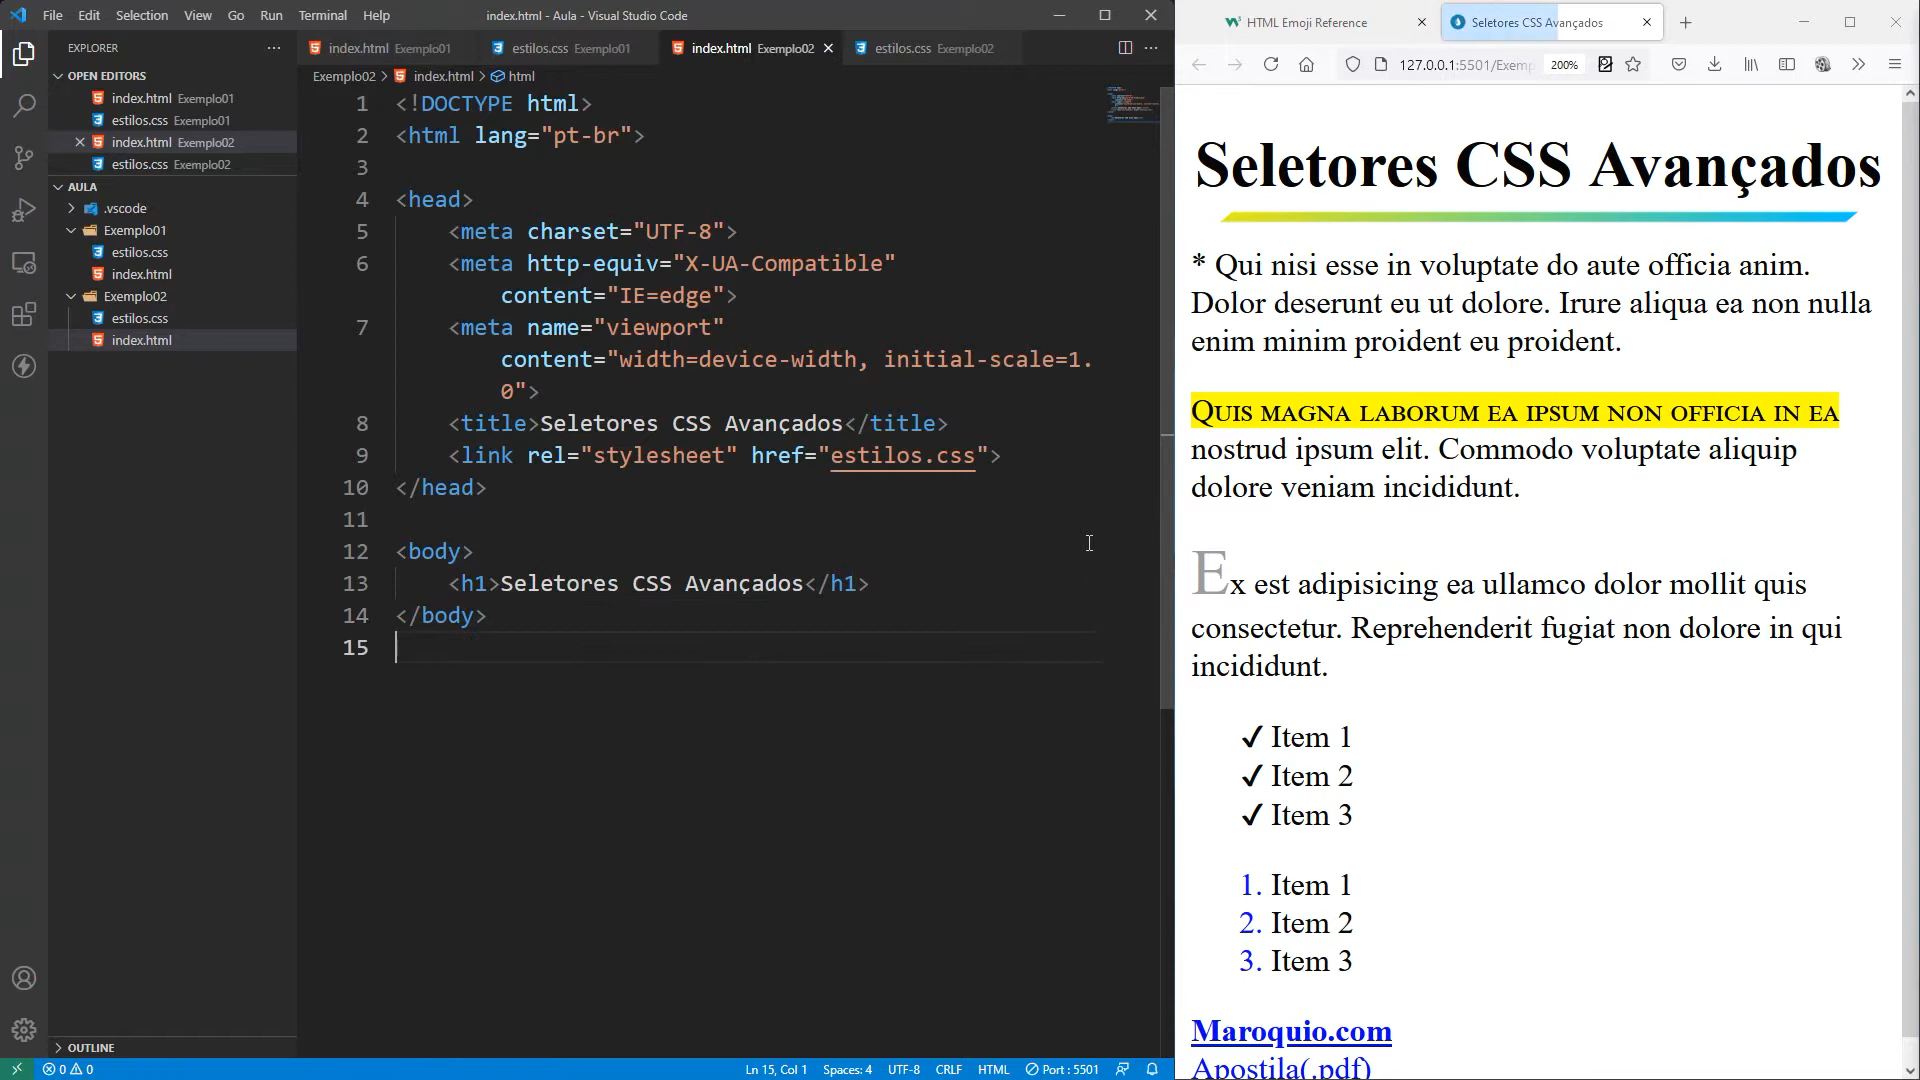 File Edit Selection View Go Run Terminal Help
index.html - Aula - Visual Studio Code
EXPLORER
OPEN EDITORS
index.html Exemplo01
estilos.css Exemplo01
index.html Exemplo02
estilos.css Exemplo02
AULA
.vscode
Exemplo01
estilos.css
index.html
Exemplo02
estilos.css
index.html
OUTLINE
index.html Exemplo01
estilos.css Exemplo01
index.html Exemplo02
estilos.css Exemplo02
Exemplo02 > index.html > html
1 <!DOCTYPE html>
2 <html lang="pt-br">
3
4 <head>
5 <meta charset="UTF-8">
6 <meta http-equiv="X-UA-Compatible"
content="IE=edge">
7 <meta name="viewport"
content="width=device-width, initial-scale=1.
0">
8 <title>Seletores CSS Avançados</title>
9 <link rel="stylesheet" href="estilos.css">
10 </head>
11
12 <body>
13 <h1>Seletores CSS Avançados</h1>
14 </body>
15
0 0
Ln 15, Col 1 Spaces: 4 UTF-8 CRLF HTML Port : 5501
HTML Emoji Reference
Seletores CSS Avançados
127.0.0.1:5501/Exemp
200%
Seletores CSS Avançados
* Qui nisi esse in voluptate do aute officia anim.
Dolor deserunt eu ut dolore. Irure aliqua ea non nulla
enim minim proident eu proident.
Quis magna laborum ea ipsum non officia in ea
nostrud ipsum elit. Commodo voluptate aliquip
dolore veniam incididunt.
Ex est adipisicing ea ullamco dolor mollit quis
consectetur. Reprehenderit fugiat non dolore in qui
incididunt.
✓ Item 1
✓ Item 2
✓ Item 3
1. Item 1
2. Item 2
3. Item 3
Maroquio.com
Apostila(.pdf)